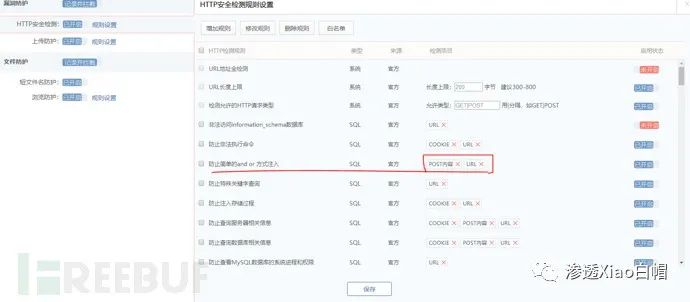 漏洞防护 记录并拦截
HTTP安全检测: 已开启 规则设置
上传防护: 已开启 规则设置
文件防护 记录并拦截
短文件名防护: 已开启
浏览防护: 已开启 规则设置
HTTP安全检测规则设置
增加规则 修改规则 删除规则 白名单
HTTP检测规则 类型 来源 检测项目 启用状态
URL地址全检测 系统 官方 未开启
URL长度上限 系统 官方 长度上限: 200 字节 建议300-800 已开启
检测允许的HTTP请求类型 系统 官方 允许类型: GET|POST 用|分隔, 如GET|POST 已开启
非法访问information_schema数据库 SQL 官方 URL × 未开启
防止非法执行命令 SQL 官方 COOKIE × URL × 已开启
防止简单的and or 方式注入 SQL 官方 POST内容 × URL × 已开启
防止特殊关键字查询 SQL 官方 URL × 已开启
防止注入存储过程 SQL 官方 COOKIE × URL × 已开启
防止查询服务器相关信息 SQL 官方 COOKIE × POST内容 × URL × 已开启
防止查询数据库相关信息 SQL 官方 COOKIE × POST内容 × URL × 已开启
防止查看MySQL数据库的系统进程和权限 SQL 官方 URL × 已开启
保存
FREEBUF
渗透Xiao白帽